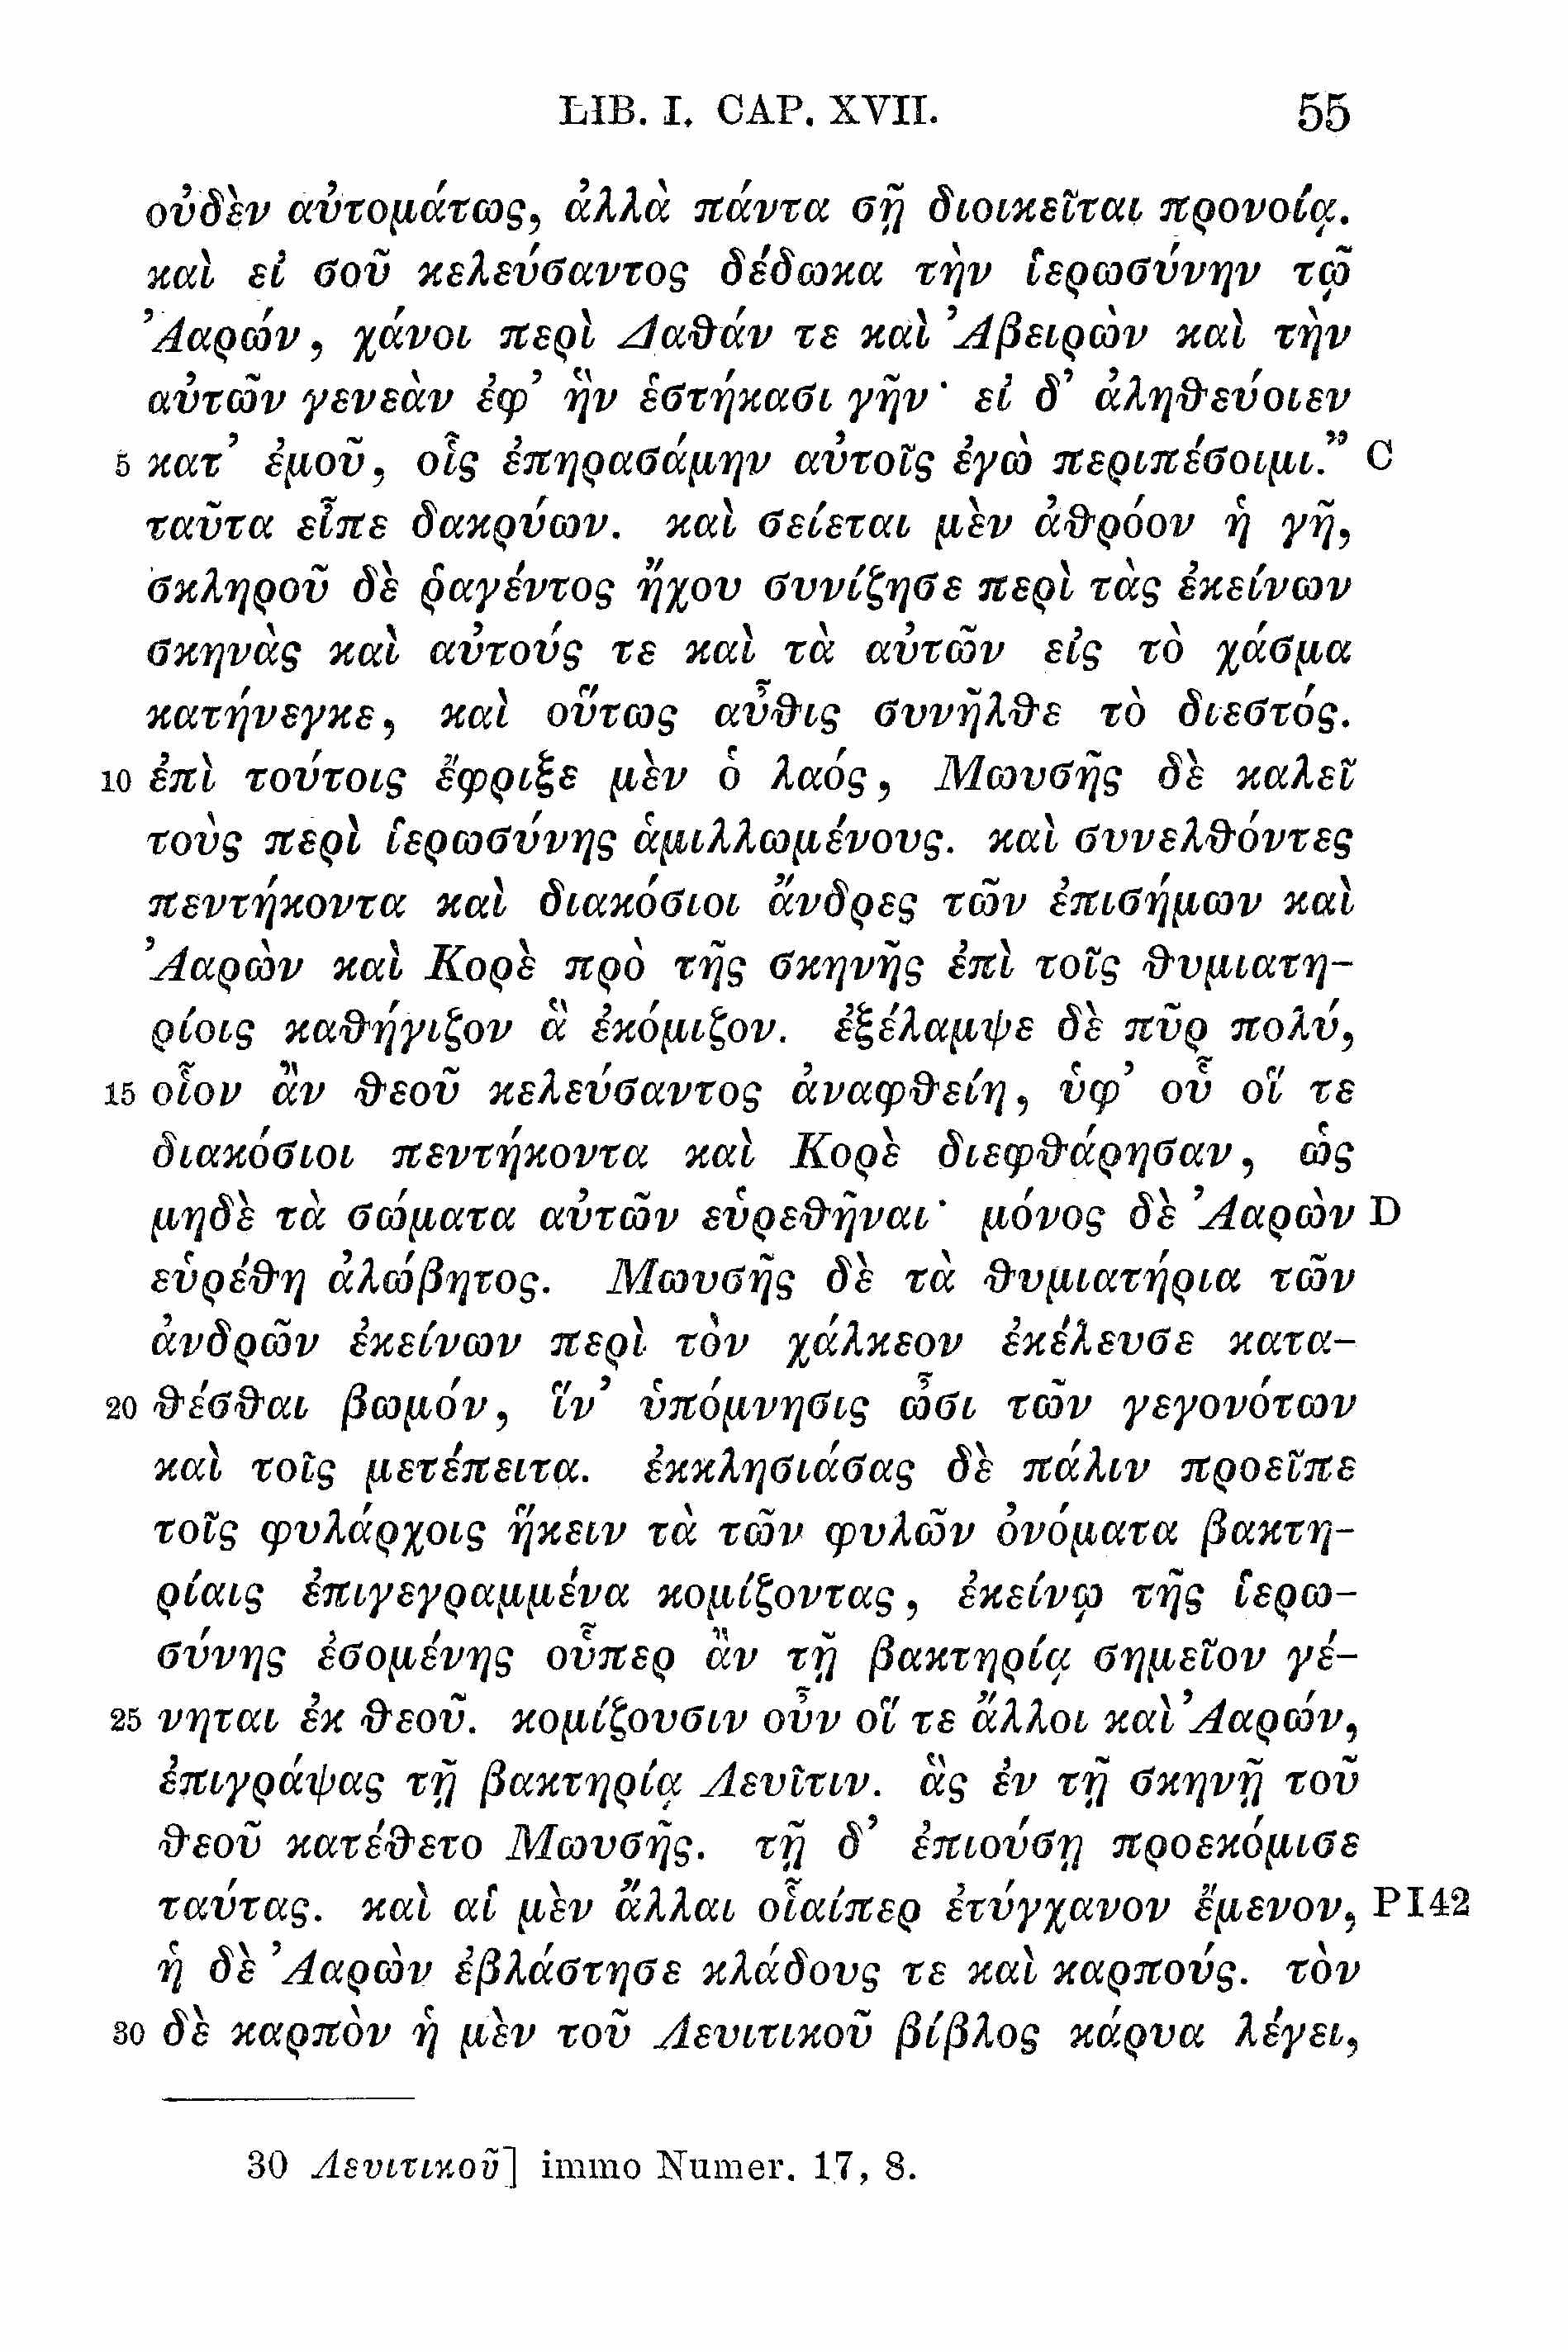 LIB. I. CAP. XVII. 55
οὐδὲν αὐτομάτως, ἀλλὰ πάντα σῇ διοικεῖται προνοίᾳ.
καὶ εἰ σοῦ κελεύσαντος δέδωκα τὴν ἱερωσύνην τῷ
Ἀαρών, χάνοι περὶ Δαθάν τε καὶ Ἀβειρὼν καὶ τὴν
αὐτῶν γενεὰν ἐφ’ ἣν ἑστήκασι γῆν· εἰ δ’ ἀληθεύοιεν
5 κατ’ ἐμοῦ, οἷς ἐπηρασάμην αὐτοῖς ἐγὼ περιπέσοιμι.” C
ταῦτα εἶπε δακρύων. καὶ σείεται μὲν ἀθρόον ἡ γῆ,
σκληροῦ δὲ ῥαγέντος ἤχου συνίζησε περὶ τὰς ἐκείνων
σκηνὰς καὶ αὐτούς τε καὶ τὰ αὐτῶν εἰς τὸ χάσμα
κατήνεγκε, καὶ οὕτως αὖθις συνῆλθε τὸ διεστός.
10 ἐπὶ τούτοις ἔφριξε μὲν ὁ λαός, Μωυσῆς δὲ καλεῖ
τοὺς περὶ ἱερωσύνης ἁμιλλωμένους. καὶ συνελθόντες
πεντήκοντα καὶ διακόσιοι ἄνδρες τῶν ἐπισήμων καὶ
Ἀαρὼν καὶ Κορὲ πρὸ τῆς σκηνῆς ἐπὶ τοῖς θυμιατη-
ρίοις καθήγιζον ἃ ἐκόμιζον. ἐξέλαμψε δὲ πῦρ πολύ,
15 οἷον ἂν θεοῦ κελεύσαντος ἀναφθείη, ὑφ’ οὗ οἵ τε
διακόσιοι πεντήκοντα καὶ Κορὲ διεφθάρησαν, ὡς
μηδὲ τὰ σώματα αὐτῶν εὑρεθῆναι· μόνος δὲ Ἀαρὼν D
εὑρέθη ἀλώβητος. Μωυσῆς δὲ τὰ θυμιατήρια τῶν
ἀνδρῶν ἐκείνων περὶ τὸν χάλκεον ἐκέλευσε κατα-
20 θέσθαι βωμόν, ἵν’ ὑπόμνησις ὦσι τῶν γεγονότων
καὶ τοῖς μετέπειτα. ἐκκλησιάσας δὲ πάλιν προεῖπε
τοῖς φυλάρχοις ἥκειν τὰ τῶν φυλῶν ὀνόματα βακτη-
ρίαις ἐπιγεγραμμένα κομίζοντας, ἐκείνῳ τῆς ἱερω-
σύνης ἐσομένης οὗπερ ἂν τῇ βακτηρίᾳ σημεῖον γέ-
25 νηται ἐκ θεοῦ. κομίζουσιν οὖν οἵ τε ἄλλοι καὶ Ἀαρών,
ἐπιγράψας τῇ βακτηρίᾳ Λευῖτιν. ἃς ἐν τῇ σκηνῇ τοῦ
θεοῦ κατέθετο Μωυσῆς. τῇ δ’ ἐπιούσῃ προεκόμισε
ταύτας. καὶ αἱ μὲν ἄλλαι οἷαίπερ ἐτύγχανον ἔμενον, PI42
ἡ δὲ Ἀαρὼν ἐβλάστησε κλάδους τε καὶ καρπούς. τὸν
30 δὲ καρπὸν ἡ μὲν τοῦ Λευιτικοῦ βίβλος κάρυα λέγει,
30 Λευιτικοῦ] immo Numer. 17, 8.